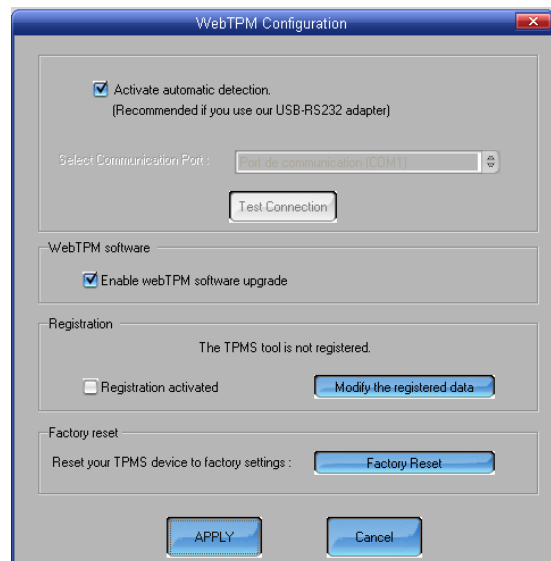 WebTPM Configuration
Activate automatic detection.
(Recommended if you use our USB-RS232 adapter)
Select Communication Port : Port de communication (COM1)
Test Connection
WebTPM software
Enable webTPM software upgrade
Registration
The TPMS tool is not registered.
Registration activated Modify the registered data
Factory reset
Reset your TPMS device to factory settings : Factory Reset
APPLY Cancel